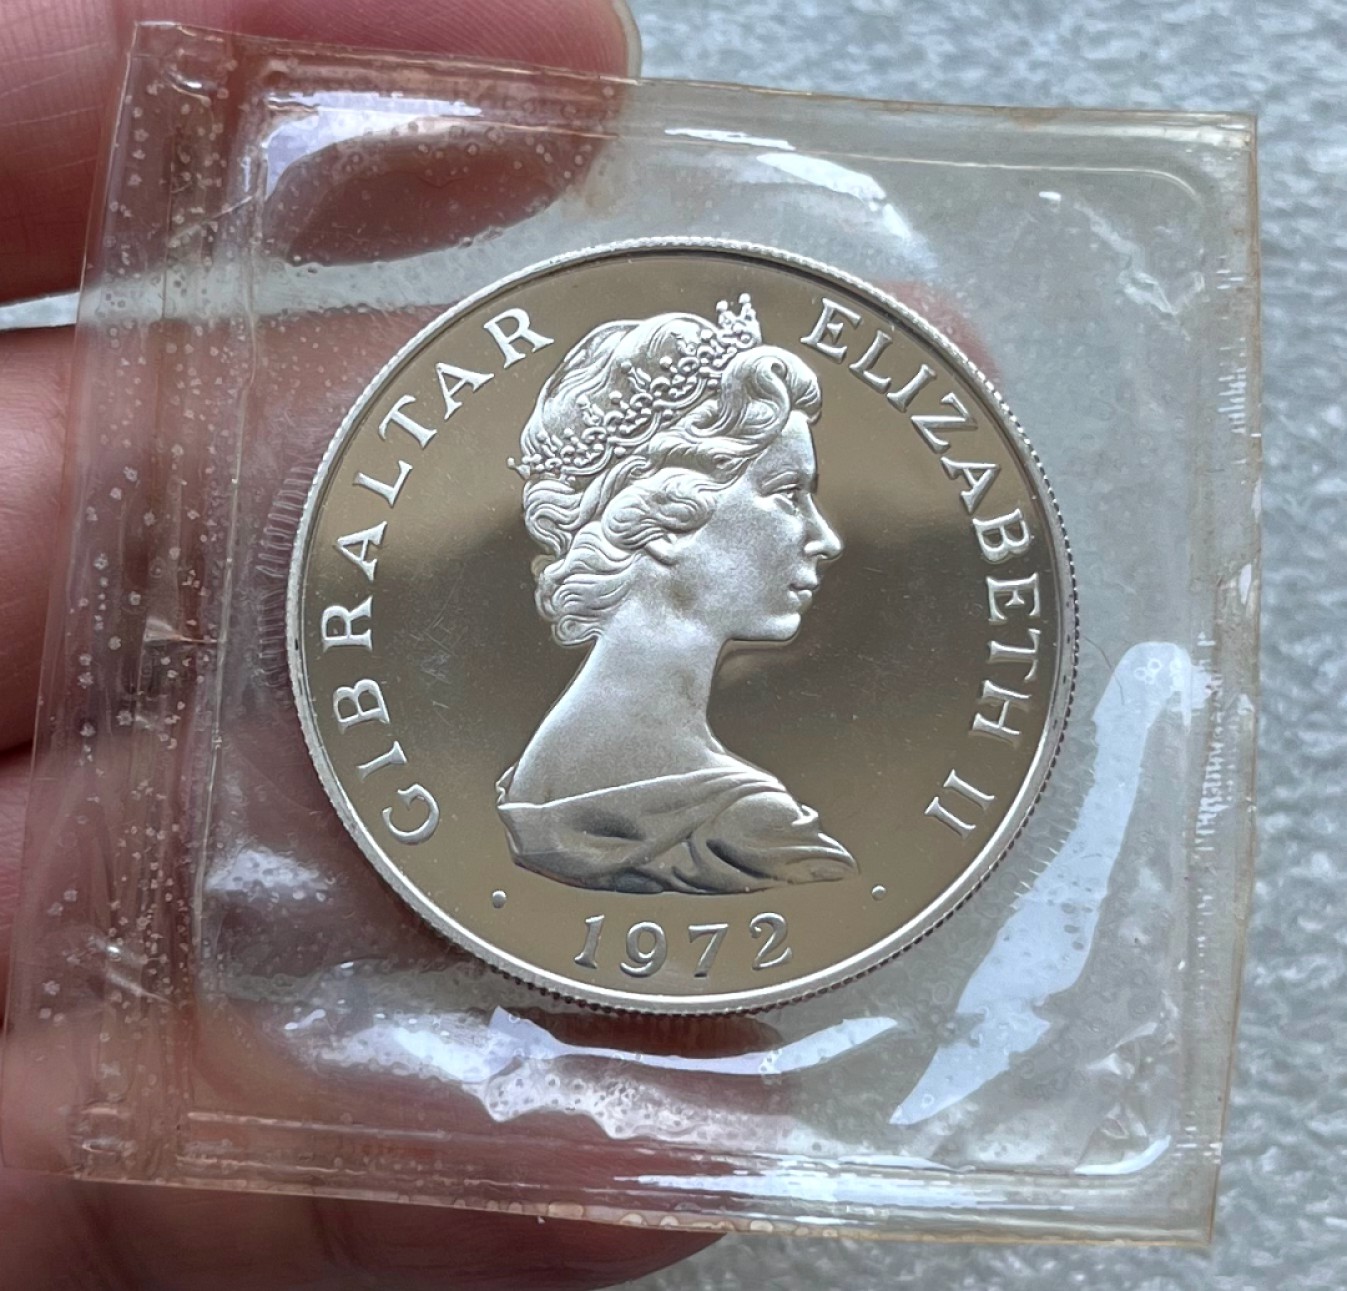 GIBRALTAR ELIZABETH II
• 1972 •